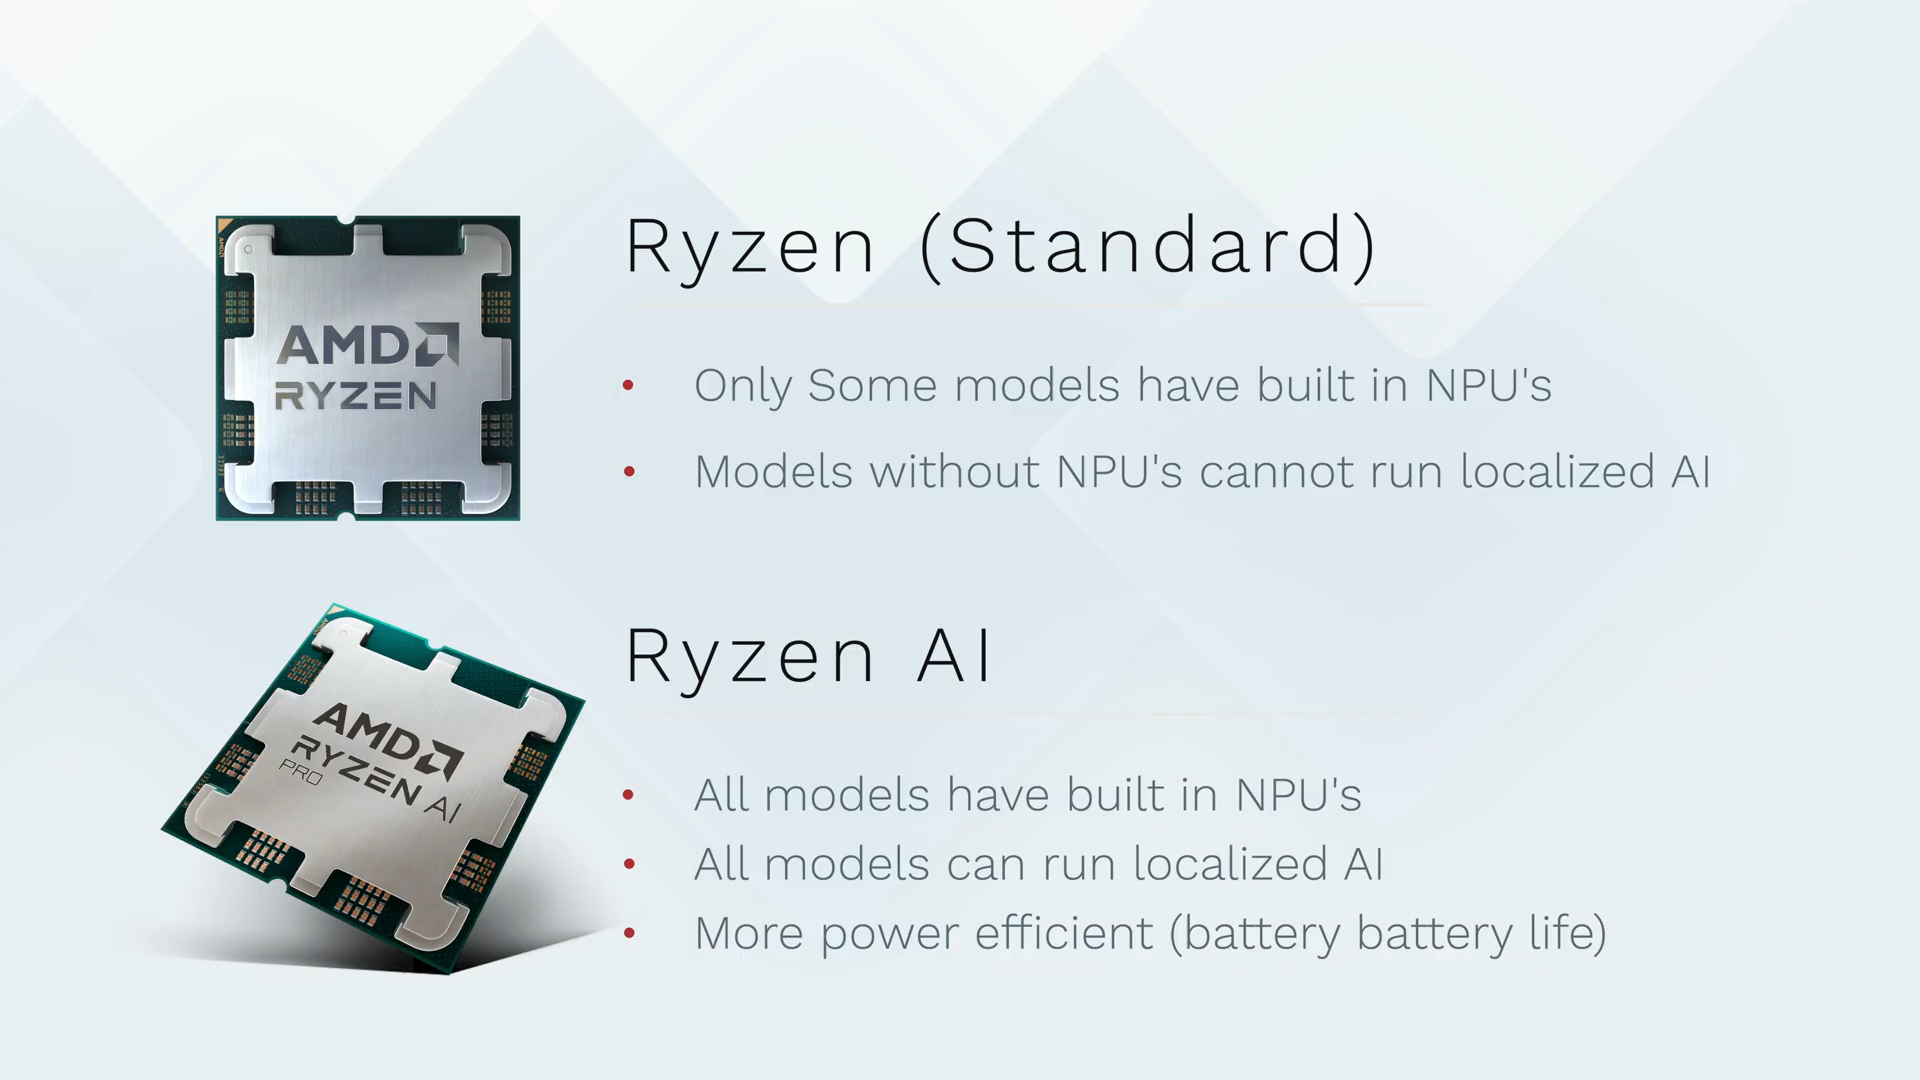 Ryzen (Standard)
AMD
RYZEN
• Only Some models have built in NPU's
• Models without NPU's cannot run localized AI
Ryzen AI
AMD
RYZEN AI
PRO
• All models have built in NPU's
• All models can run localized AI
• More power efficient (battery battery life)